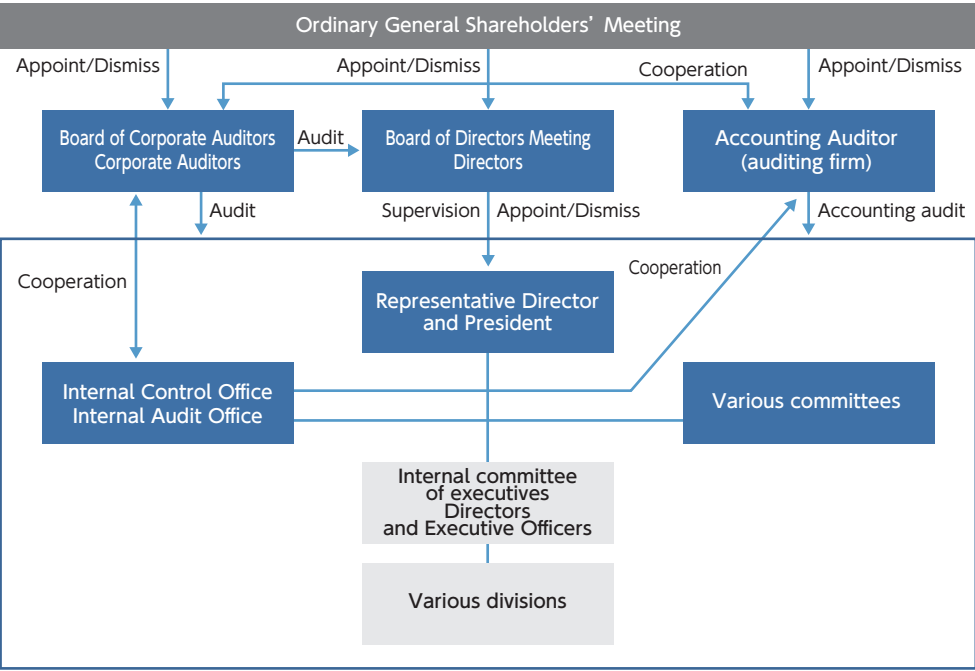 Ordinary General Shareholders' Meeting
Appoint/Dismiss
Appoint/Dismiss
Cooperation
Appoint/Dismiss
Board of Corporate Auditors
Corporate Auditors
Audit
Board of Directors Meeting
Directors
Accounting Auditor
(auditing firm)
Audit
Supervision
Appoint/Dismiss
Accounting audit
Cooperation
Cooperation
Representative Director
and President
Internal Control Office
Internal Audit Office
Various committees
Internal committee
of executives
Directors
and Executive Officers
Various divisions